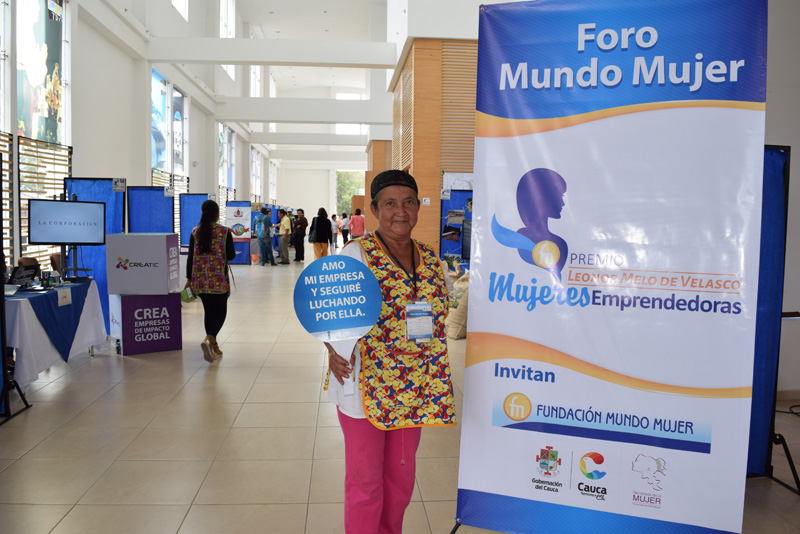 Foro
Mundo Mujer
PREMIO
LEONOR MELO DE VELASCO
Mujeres Emprendedoras
Invitan
fn FUNDACIÓN MUNDO MUJER
Gobernación
del Cauca
Cauca
MUJER
AMO
MI EMPRESA
Y SEGUIRÉ
LUCHANDO
POR ELLA.
LA CORPORACIÓN
CREATIC
CREA
EMPRESAS
DE IMPACTO
GLOBAL